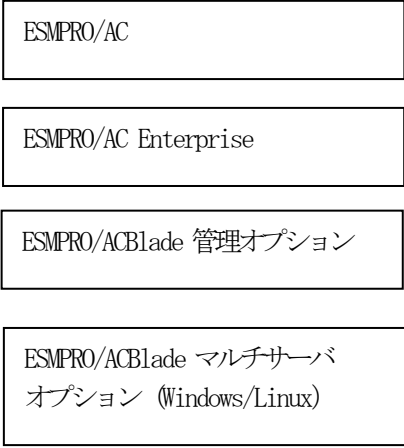 ESMPRO/AC
ESMPRO/AC Enterprise
ESMPRO/ACBlade 管理オプション
ESMPRO/ACBlade マルチサーバ
オプション (Windows/Linux)